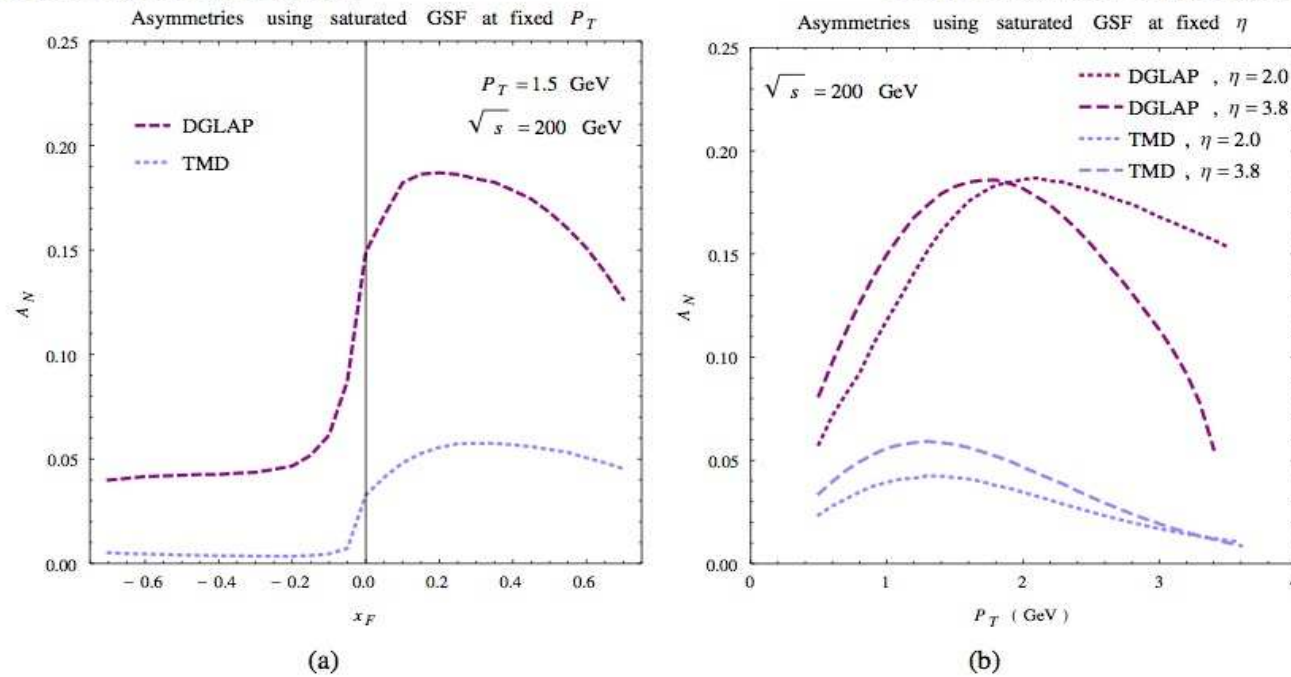 Asymmetries using saturated GSF at fixed P_T
0.25
0.20
0.15
0.10
0.05
0.00
A_N
P_T = 1.5 GeV
√s = 200 GeV
DGLAP
TMD
− 0.6 − 0.4 − 0.2 0.0 0.2 0.4 0.6
x_F
(a)
Asymmetries using saturated GSF at fixed η
0.25
0.20
0.15
0.10
0.05
0.00
A_N
√s = 200 GeV
DGLAP , η = 2.0
DGLAP , η = 3.8
TMD , η = 2.0
TMD , η = 3.8
0 1 2 3 4
P_T ( GeV)
(b)